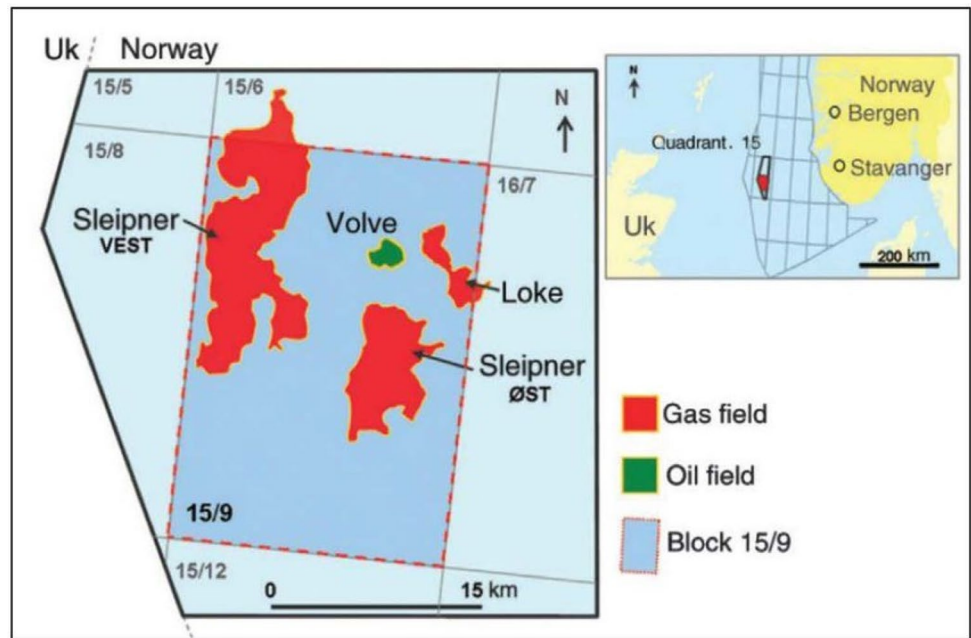 Uk Norway
15/5
15/6
N
15/8
16/7
Sleipner
VEST
Volve
Loke
Sleipner
ØST
15/9
15/12
0 15 km
N
Norway
Bergen
Quadrant. 15
Stavanger
Uk
200 km
Gas field
Oil field
Block 15/9